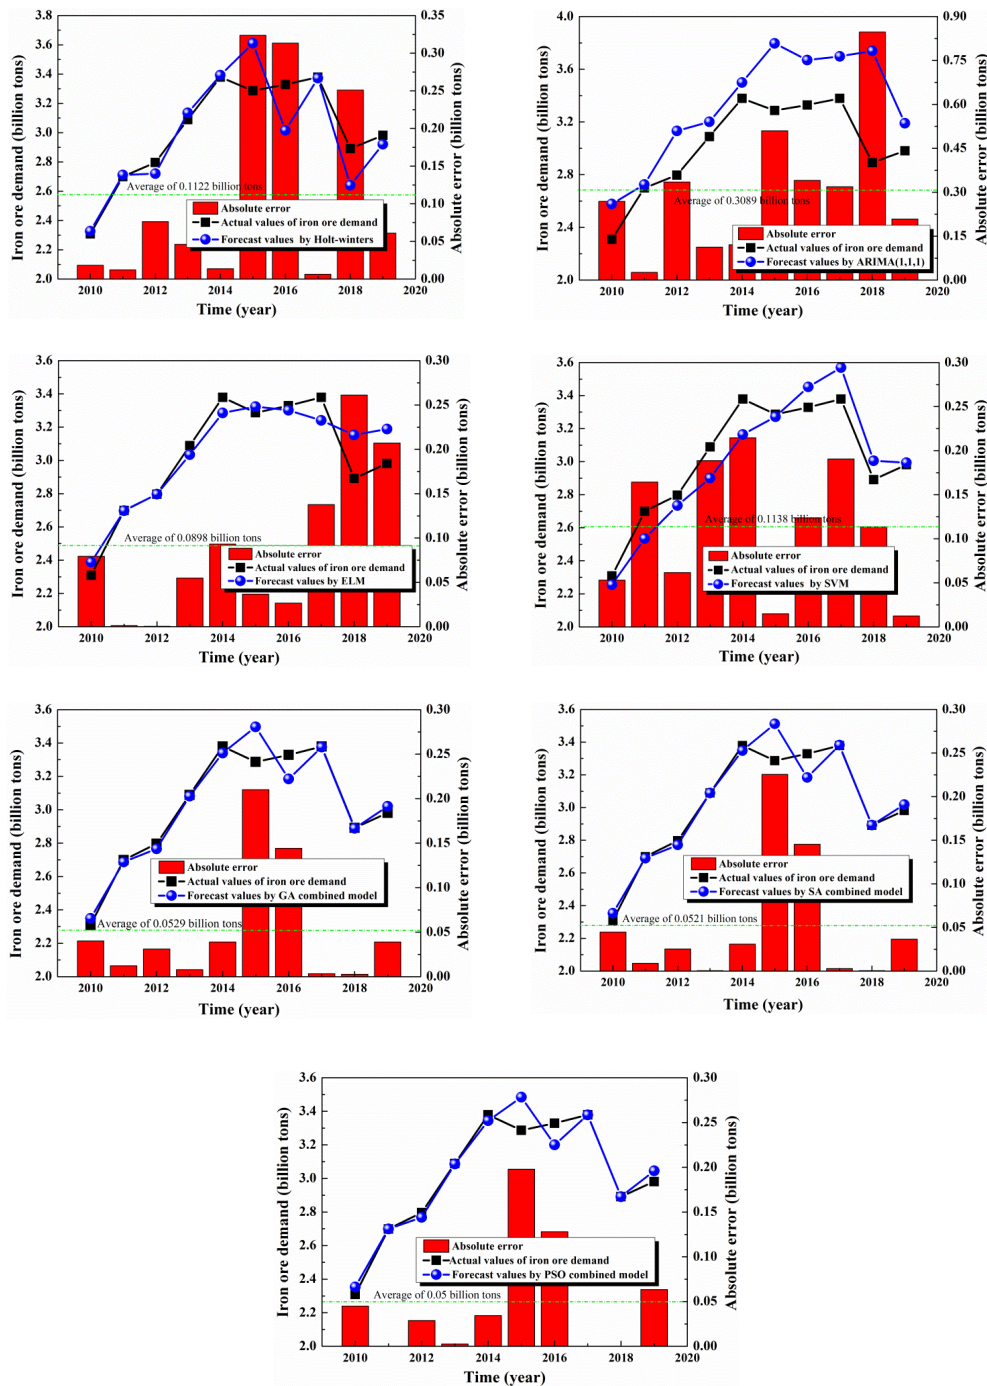 3.8
3.6
3.4
3.2
3.0
2.8
2.6
2.4
2.2
2.0
Iron ore demand (billion tons)
0.35
0.30
0.25
0.20
0.15
0.10
0.05
0.00
Absolute error (billion tons)
Average of 0.1122 billion tons
Absolute error
Actual values of iron ore demand
Forecast values by Holt-winters
2010 2012 2014 2016 2018 2020
Time (year)
4.0
3.8
3.6
3.4
3.2
3.0
2.8
2.6
2.4
2.2
2.0
Iron ore demand (billion tons)
0.90
0.75
0.60
0.45
0.30
0.15
0.00
Absolute error (billion tons)
Average of 0.3089 billion tons
Absolute error
Actual values of iron ore demand
Forecast values by ARIMA(1,1,1)
2010 2012 2014 2016 2018 2020
Time (year)
3.6
3.4
3.2
3.0
2.8
2.6
2.4
2.2
2.0
Iron ore demand (billion tons)
0.30
0.25
0.20
0.15
0.10
0.05
0.00
Absolute error (billion tons)
Average of 0.0898 billion tons
Absolute error
Actual values of iron ore demand
Forecast values by ELM
2010 2012 2014 2016 2018 2020
Time (year)
3.6
3.4
3.2
3.0
2.8
2.6
2.4
2.2
2.0
Iron ore demand (billion tons)
0.30
0.25
0.20
0.15
0.10
0.05
0.00
Absolute error (billion tons)
Average of 0.1138 billion tons
Absolute error
Actual values of iron ore demand
Forecast values by SVM
2010 2012 2014 2016 2018 2020
Time (year)
3.6
3.4
3.2
3.0
2.8
2.6
2.4
2.2
2.0
Iron ore demand (billion tons)
0.30
0.25
0.20
0.15
0.10
0.05
0.00
Absolute error (billion tons)
Absolute error
Actual values of iron ore demand
Forecast values by GA combined model
Average of 0.0529 billion tons
2010 2012 2014 2016 2018 2020
Time (year)
3.6
3.4
3.2
3.0
2.8
2.6
2.4
2.2
2.0
Iron ore demand (billion tons)
0.30
0.25
0.20
0.15
0.10
0.05
0.00
Absolute error (billion tons)
Absolute error
Actual values of iron ore demand
Forecast values by SA combined model
Average of 0.0521 billion tons
2010 2012 2014 2016 2018 2020
Time (year)
3.6
3.4
3.2
3.0
2.8
2.6
2.4
2.2
2.0
Iron ore demand (billion tons)
0.30
0.25
0.20
0.15
0.10
0.05
0.00
Absolute error (billion tons)
Absolute error
Actual values of iron ore demand
Forecast values by PSO combined model
Average of 0.05 billion tons
2010 2012 2014 2016 2018 2020
Time (year)